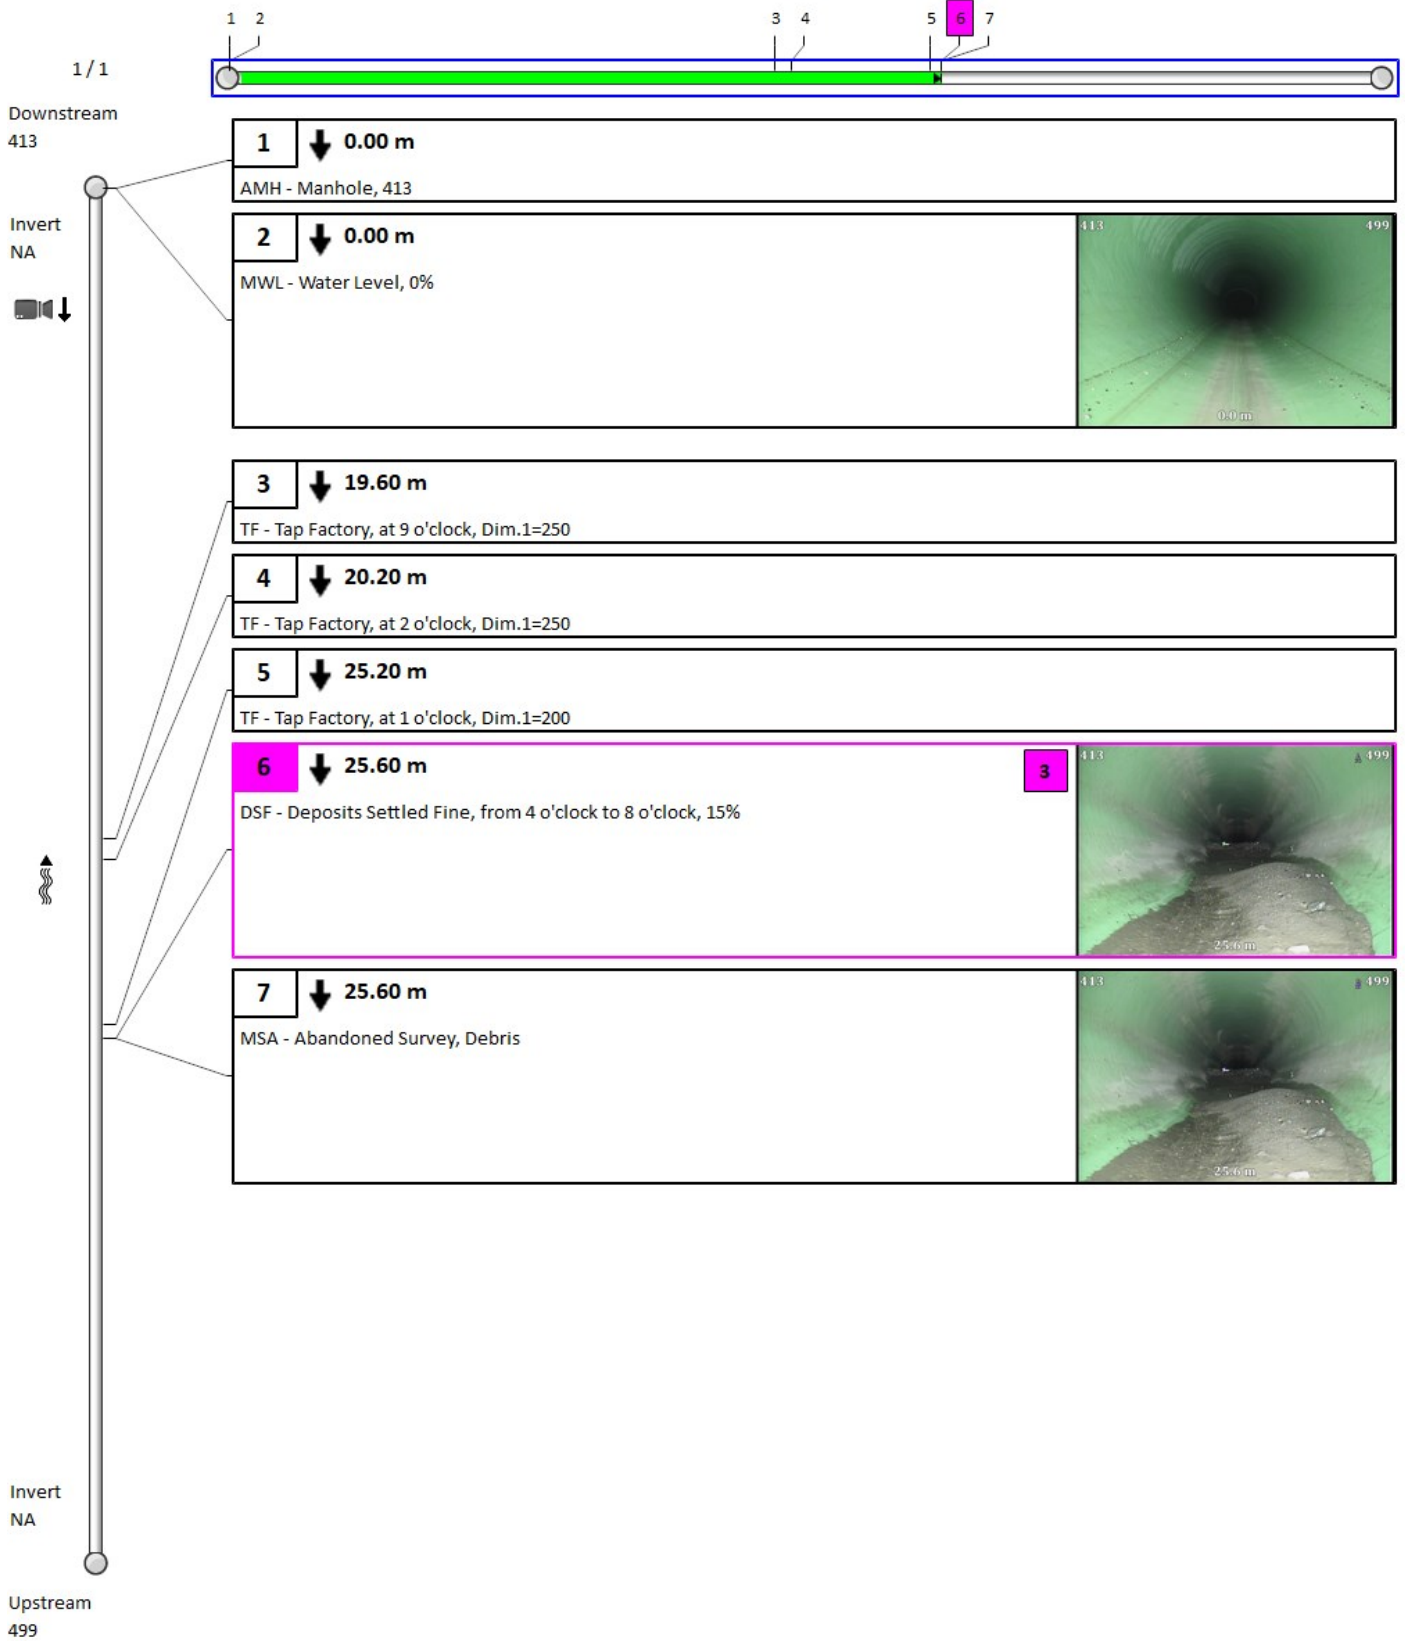 1 2 3 4 5 6 7
1 / 1
Downstream
413
Invert
NA
1 0.00 m
AMH - Manhole, 413
2 0.00 m
MWL - Water Level, 0%
413 499
0.0 m
3 19.60 m
TF - Tap Factory, at 9 o'clock, Dim.1=250
4 20.20 m
TF - Tap Factory, at 2 o'clock, Dim.1=250
5 25.20 m
TF - Tap Factory, at 1 o'clock, Dim.1=200
6 25.60 m 3
DSF - Deposits Settled Fine, from 4 o'clock to 8 o'clock, 15%
413 499
25.6 m
7 25.60 m
MSA - Abandoned Survey, Debris
413 499
25.6 m
Invert
NA
Upstream
499